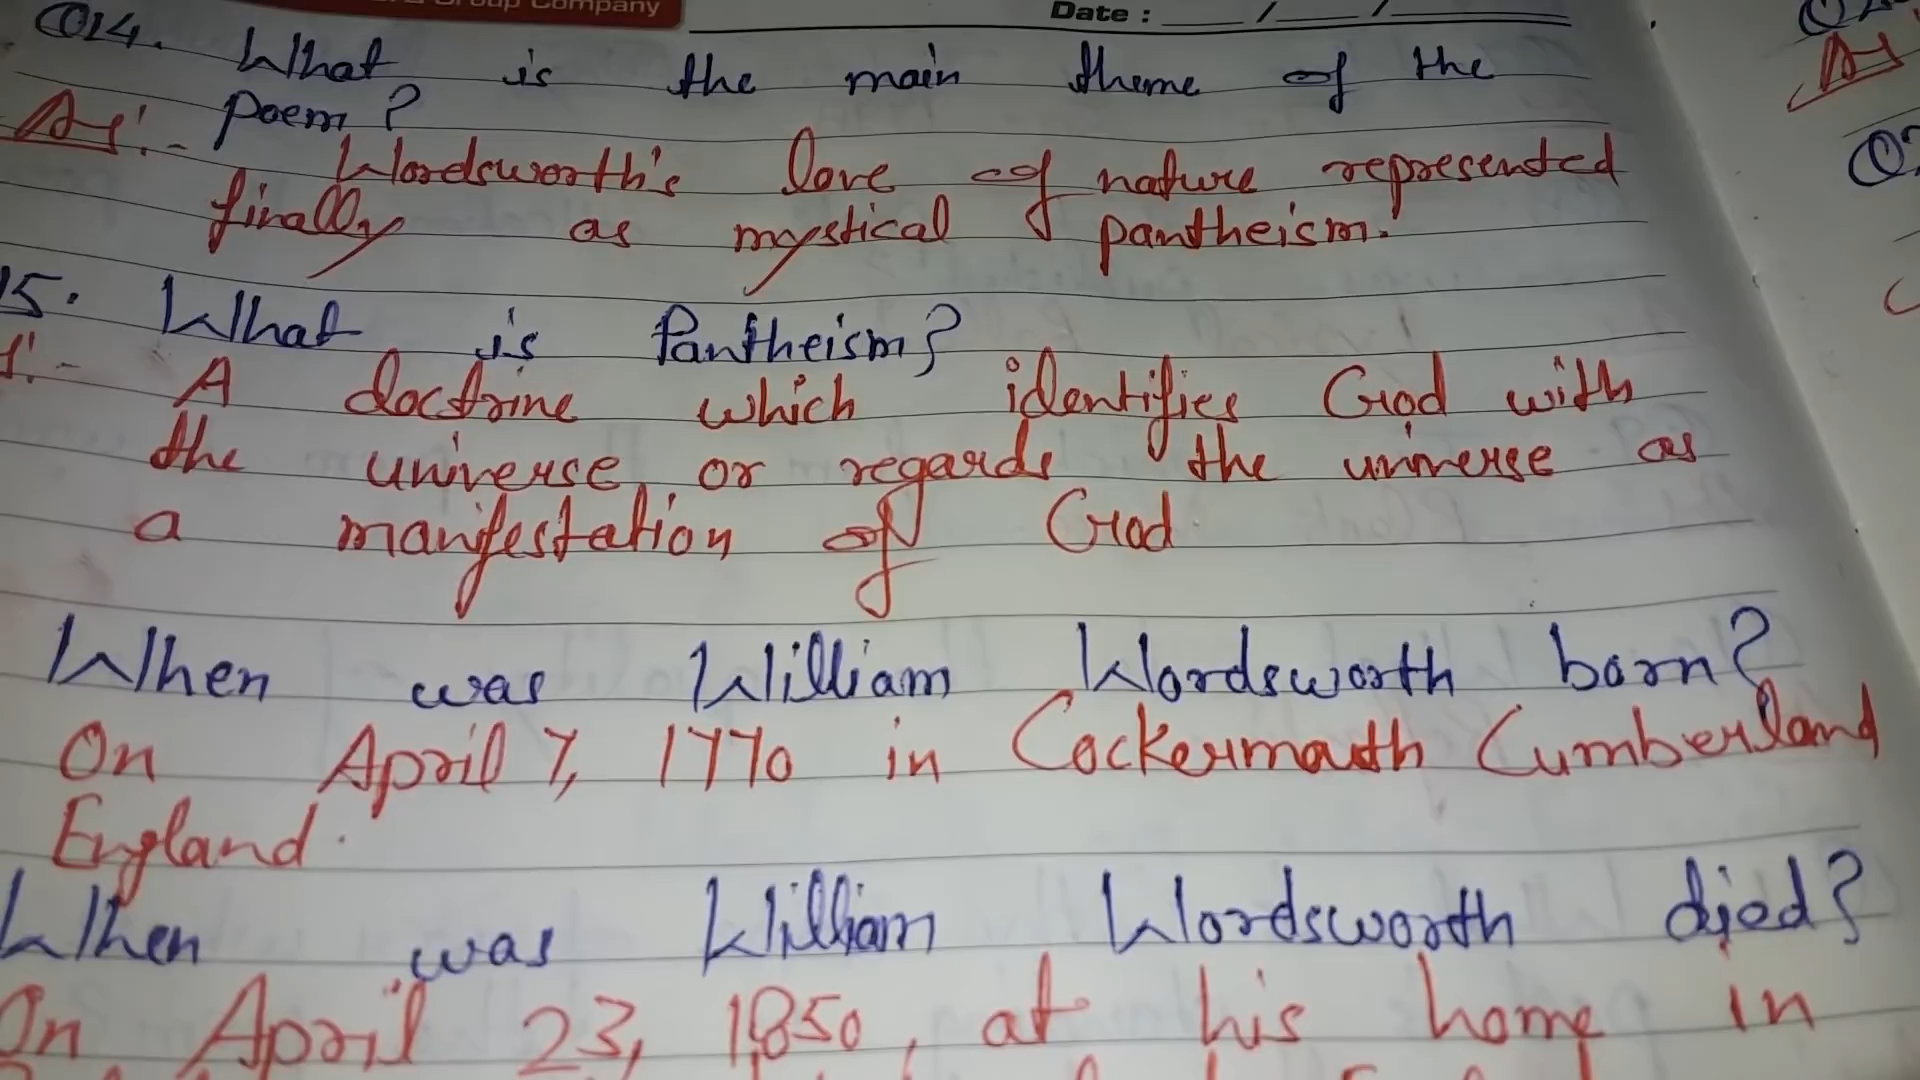 Group Company
Date : ___/___/______
Q14. What is the main theme of the
poem?
Ans:- Wordsworth's love of nature represented
finally as mystical pantheism.
15. What is Pantheism?
A doctrine which identifies God with
the universe, or regards the universe as
a manifestation of God
When was William Wordsworth born?
On April 7, 1770 in Cockermouth Cumberland
England.
When was William Wordsworth died?
On April 23, 1850, at his home in